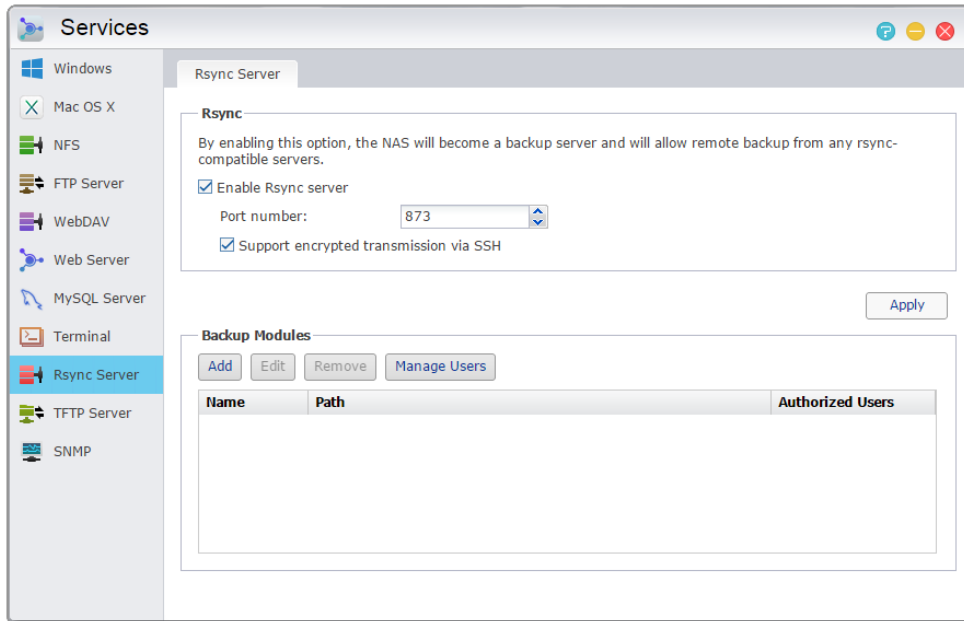 Services
Windows
Mac OS X
NFS
FTP Server
WebDAV
Web Server
MySQL Server
Terminal
Rsync Server
TFTP Server
SNMP
Rsync Server
Rsync
By enabling this option, the NAS will become a backup server and will allow remote backup from any rsync-
compatible servers.
Enable Rsync server
Port number: 873
Support encrypted transmission via SSH
Apply
Backup Modules
Add Edit Remove Manage Users
Name Path Authorized Users